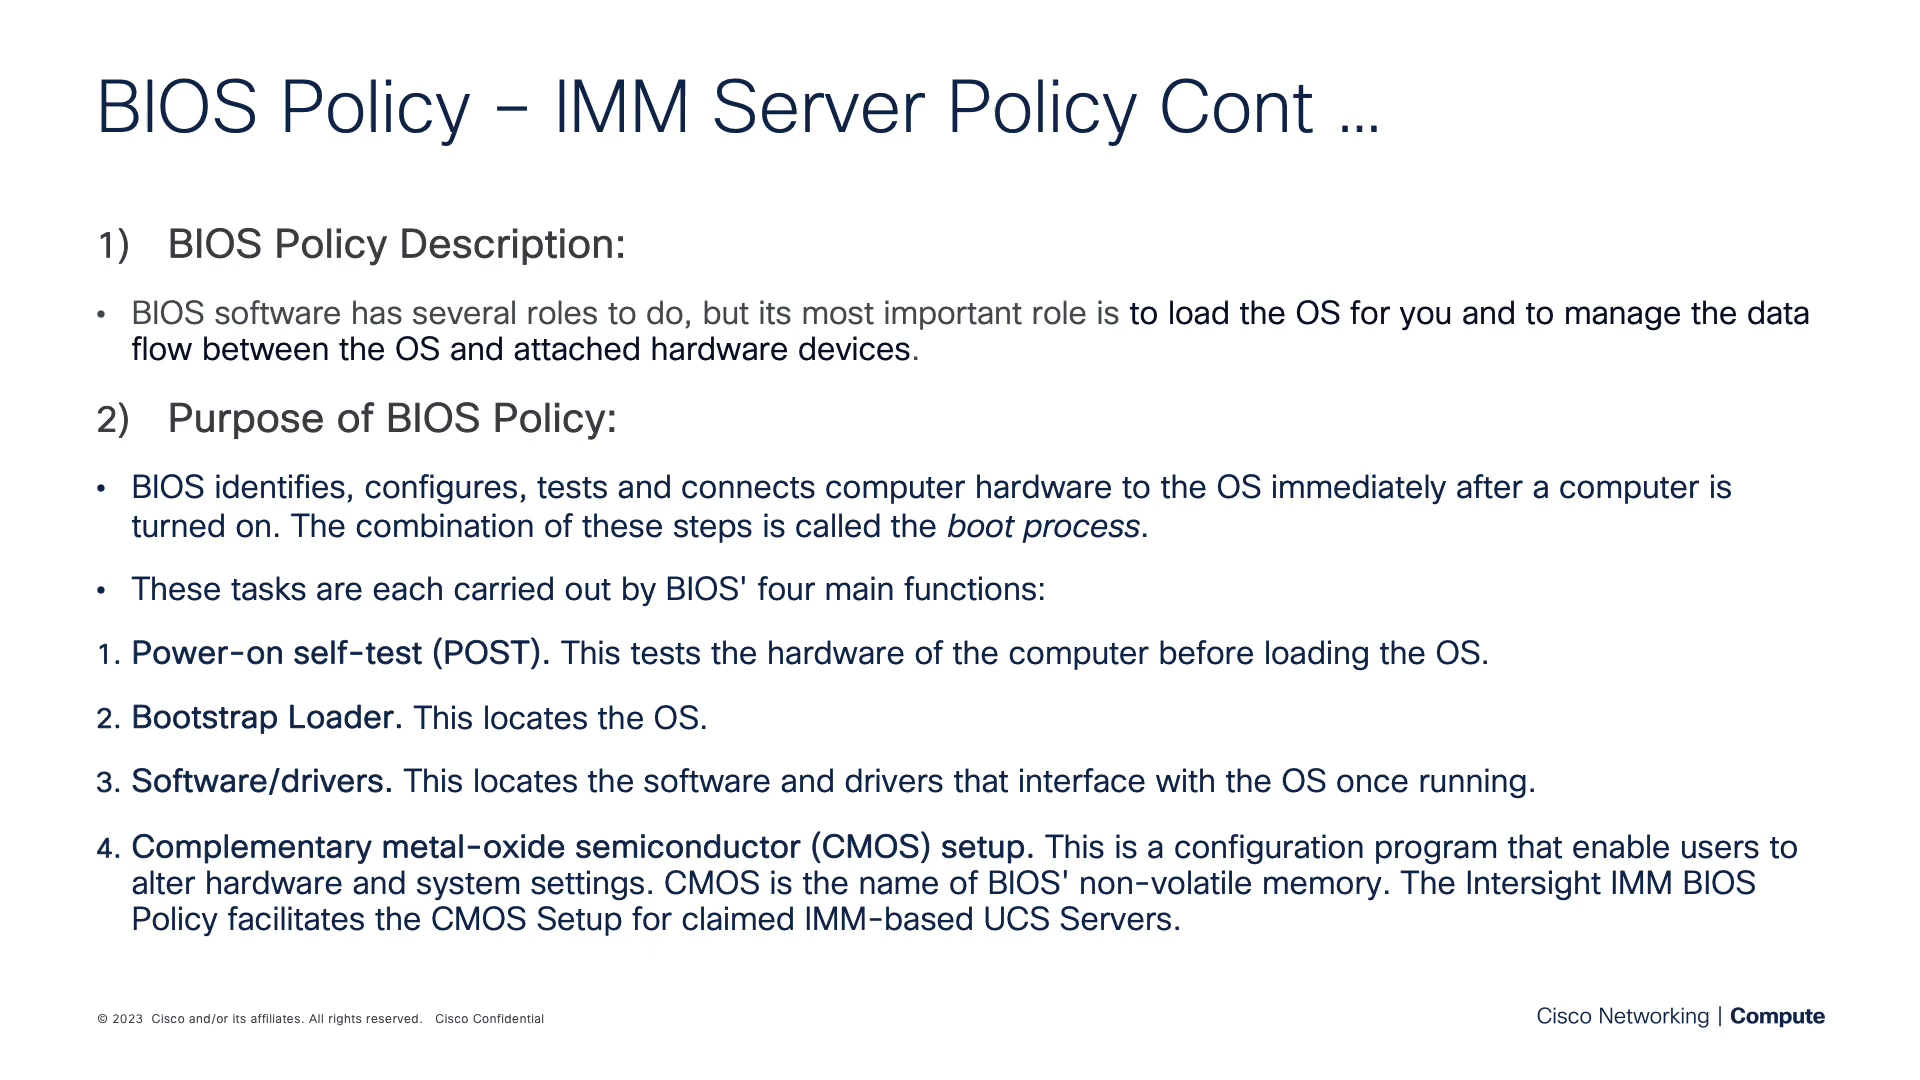 BIOS Policy – IMM Server Policy Cont ...
1) BIOS Policy Description:
• BIOS software has several roles to do, but its most important role is to load the OS for you and to manage the data
flow between the OS and attached hardware devices.
2) Purpose of BIOS Policy:
• BIOS identifies, configures, tests and connects computer hardware to the OS immediately after a computer is
turned on. The combination of these steps is called the boot process.
• These tasks are each carried out by BIOS' four main functions:
1. Power-on self-test (POST). This tests the hardware of the computer before loading the OS.
2. Bootstrap Loader. This locates the OS.
3. Software/drivers. This locates the software and drivers that interface with the OS once running.
4. Complementary metal-oxide semiconductor (CMOS) setup. This is a configuration program that enable users to
alter hardware and system settings. CMOS is the name of BIOS' non-volatile memory. The Intersight IMM BIOS
Policy facilitates the CMOS Setup for claimed IMM-based UCS Servers.
© 2023 Cisco and/or its affiliates. All rights reserved. Cisco Confidential
Cisco Networking | Compute